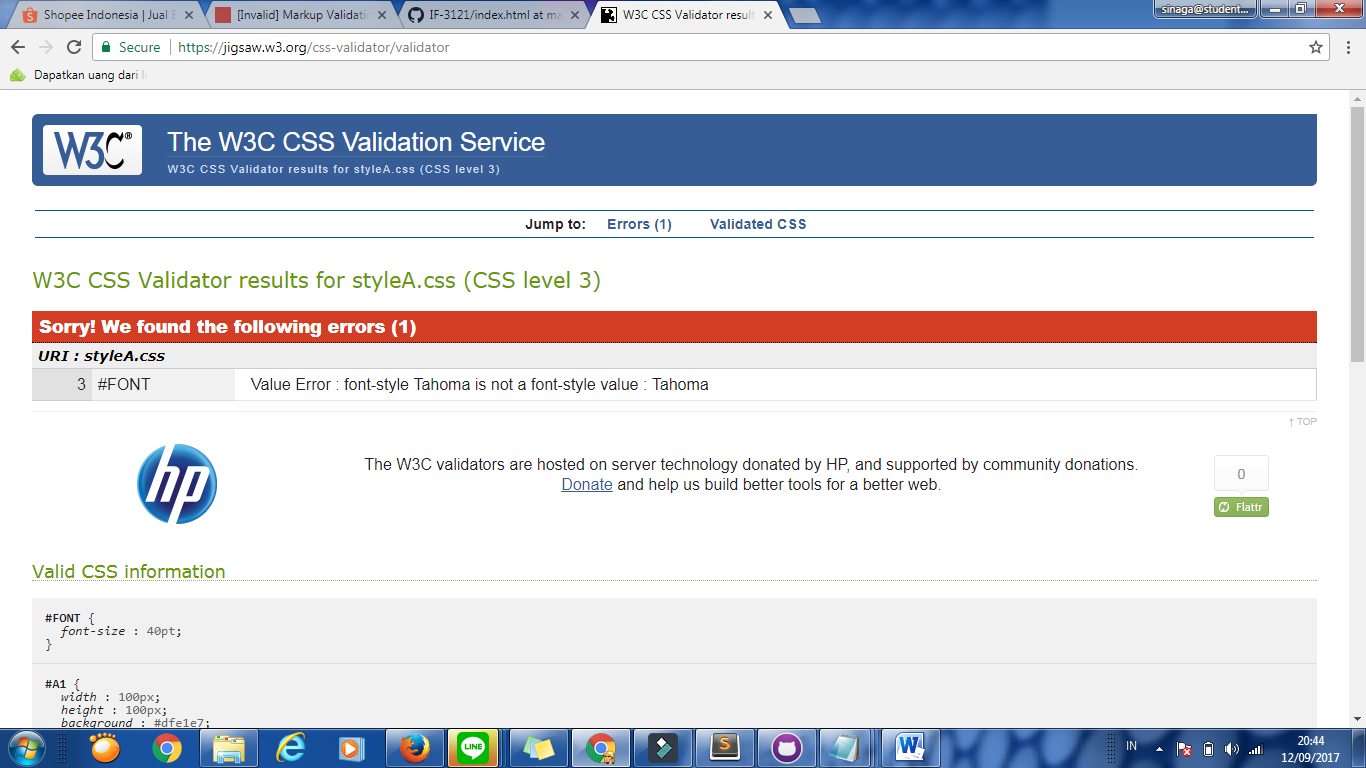 Shopee Indonesia | Jual B
[Invalid] Markup Validati
IF-3121/index.html at ma
W3C CSS Validator result
sinaga@student...
Secure
https://jigsaw.w3.org/css-validator/validator
Dapatkan uang dari
W3C®
The W3C CSS Validation Service
W3C CSS Validator results for styleA.css (CSS level 3)
Jump to: Errors (1) Validated CSS
W3C CSS Validator results for styleA.css (CSS level 3)
Sorry! We found the following errors (1)
URI : styleA.css
3 #FONT Value Error : font-style Tahoma is not a font-style value : Tahoma
↑ TOP
hp
The W3C validators are hosted on server technology donated by HP, and supported by community donations.
Donate and help us build better tools for a better web.
0
Flattr
Valid CSS information
#FONT {
font-size : 40pt;
}
#A1 {
width : 100px;
height : 100px;
background : #dfe1e7;
LINE
IN
20:44
12/09/2017